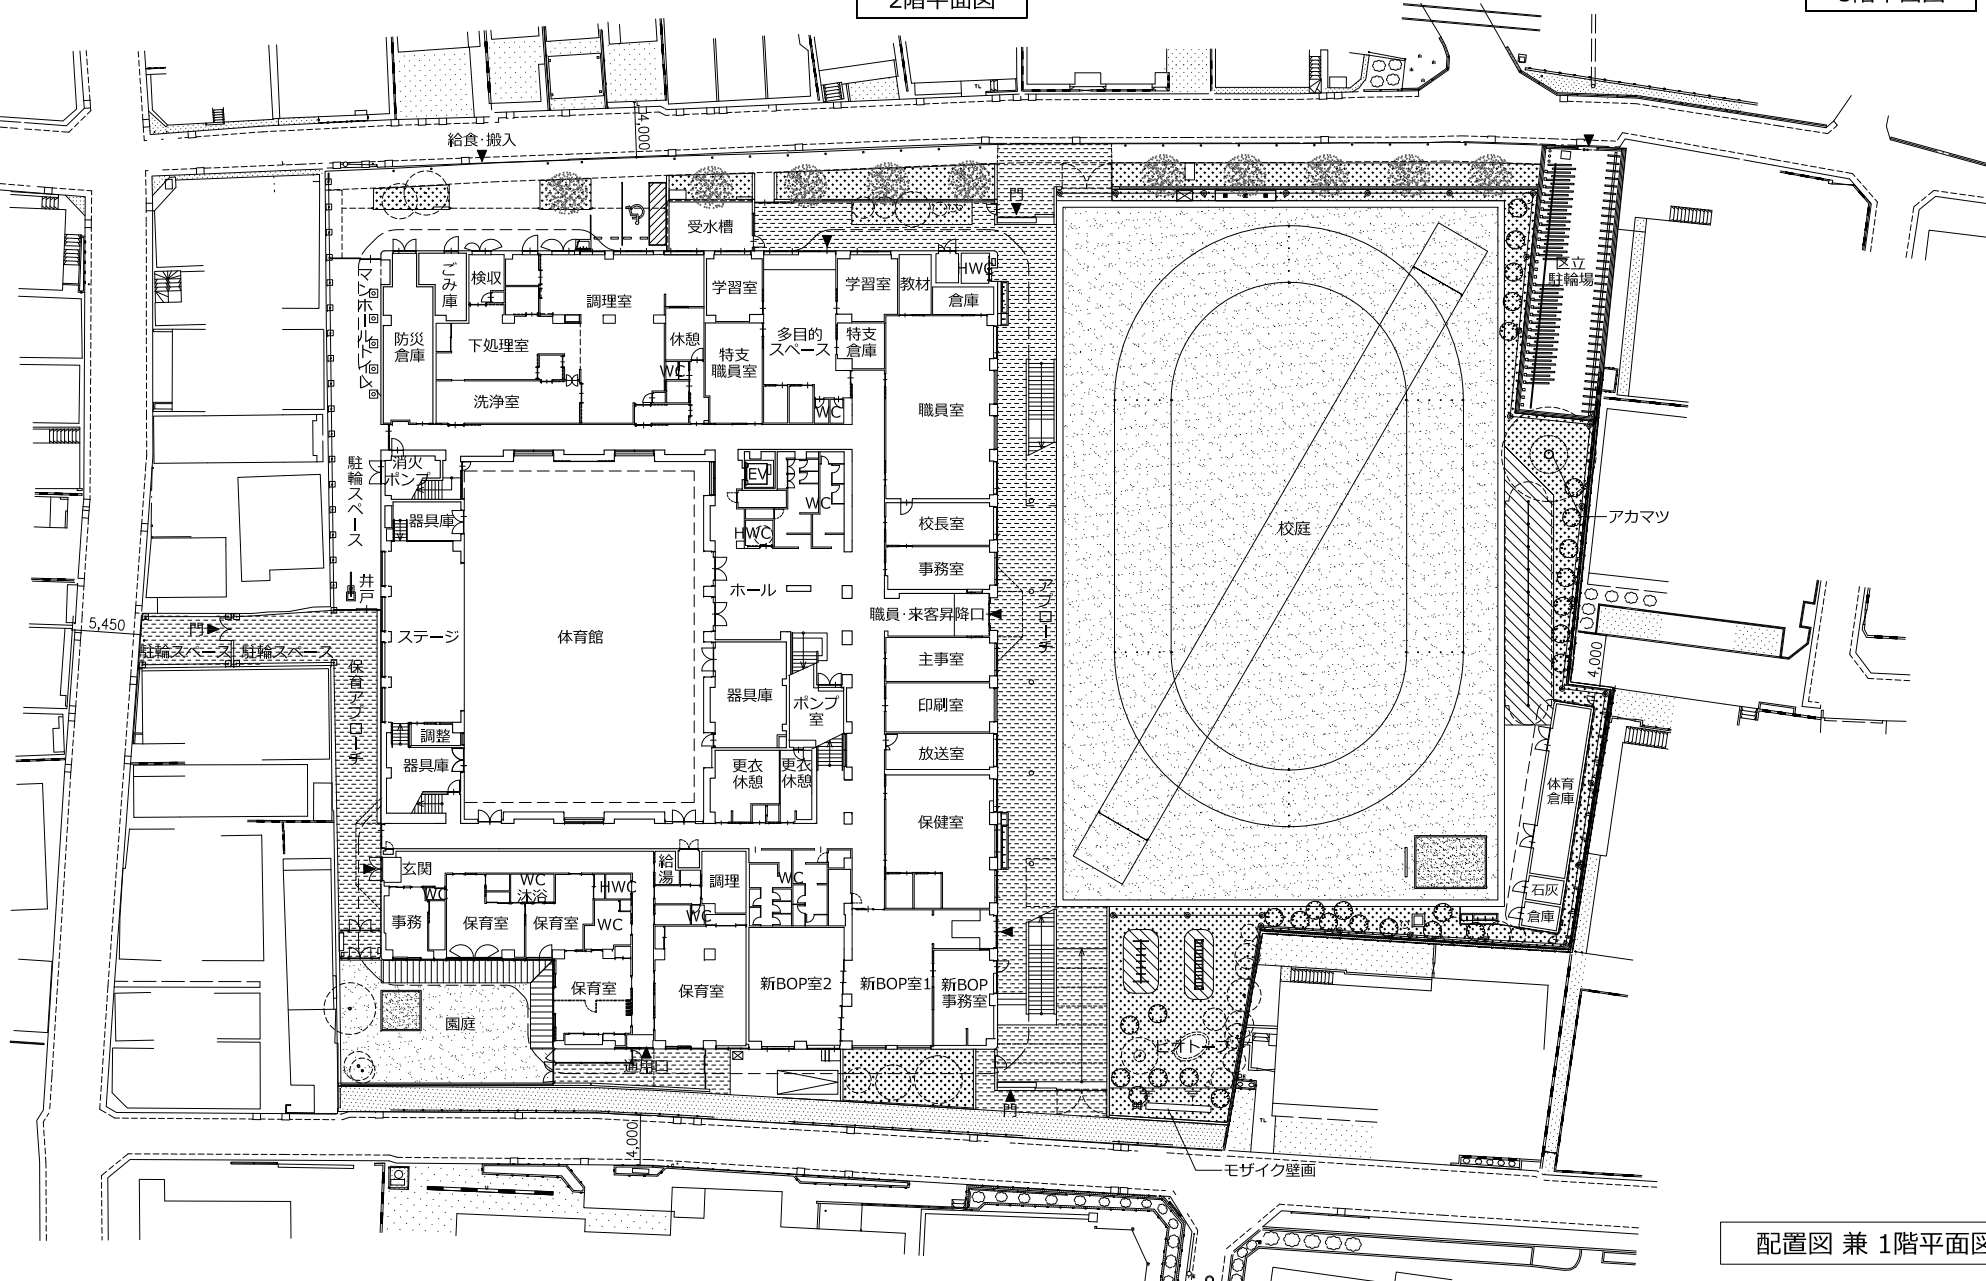 2階平面図
給食･搬入
4,000
門
受水槽
区立
駐輪場
マンホールトイレ
ごみ庫
検収
調理室
学習室
学習室
教材
HWC
倉庫
防災
倉庫
下処理室
休憩
特支
職員室
多目的
スペース
特支
倉庫
WC
洗浄室
WC
職員室
消火
ポンプ
EV
WC
駐輪スペース
器具庫
HWC
校長室
校庭
アカマツ
井戸
ホール
事務室
アプローチ
職員･来客昇降口
5,450
門
駐輪スペース
駐輪スペース
ステージ
体育館
主事室
4,000
保育アプローチ
器具庫
ポンプ
室
印刷室
調整
放送室
器具庫
更衣
休憩
更衣
休憩
体育
倉庫
保健室
玄関
給湯
調理
WC
WC
沐浴
HWC
WC
石灰
事務
保育室
保育室
WC
WC
倉庫
保育室
保育室
新BOP室2
新BOP室1
新BOP
事務室
園庭
ビオトープ
通用口
門
4,000
モザイク壁画
配置図 兼 1階平面図